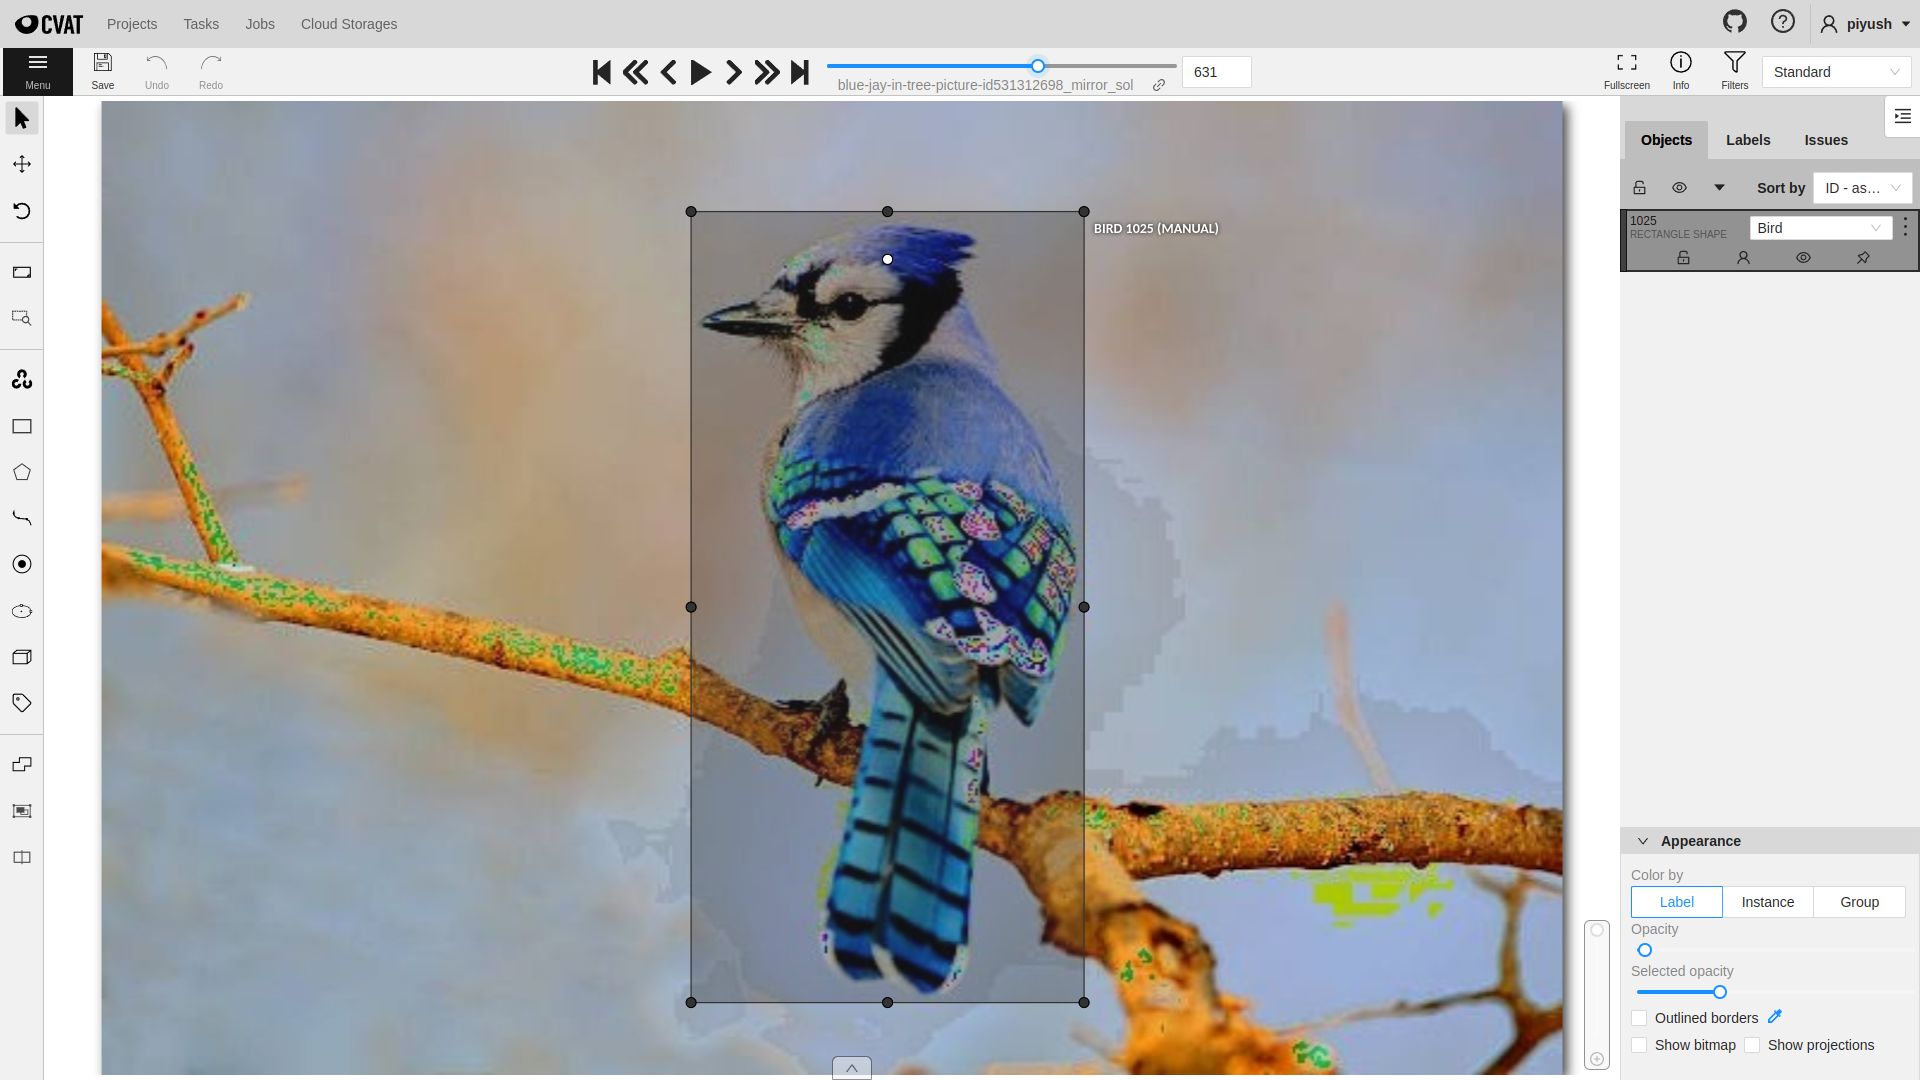 CVAT Projects Tasks Jobs Cloud Storages piyush
Menu Save Undo Redo 631 Fullscreen Info Filters Standard
blue-jay-in-tree-picture-id531312698_mirror_sol
Objects Labels Issues
Sort by ID - as...
1025 Bird
RECTANGLE SHAPE
BIRD 1025 (MANUAL)
Appearance
Color by
Label Instance Group
Opacity
Selected opacity
Outlined borders
Show bitmap Show projections